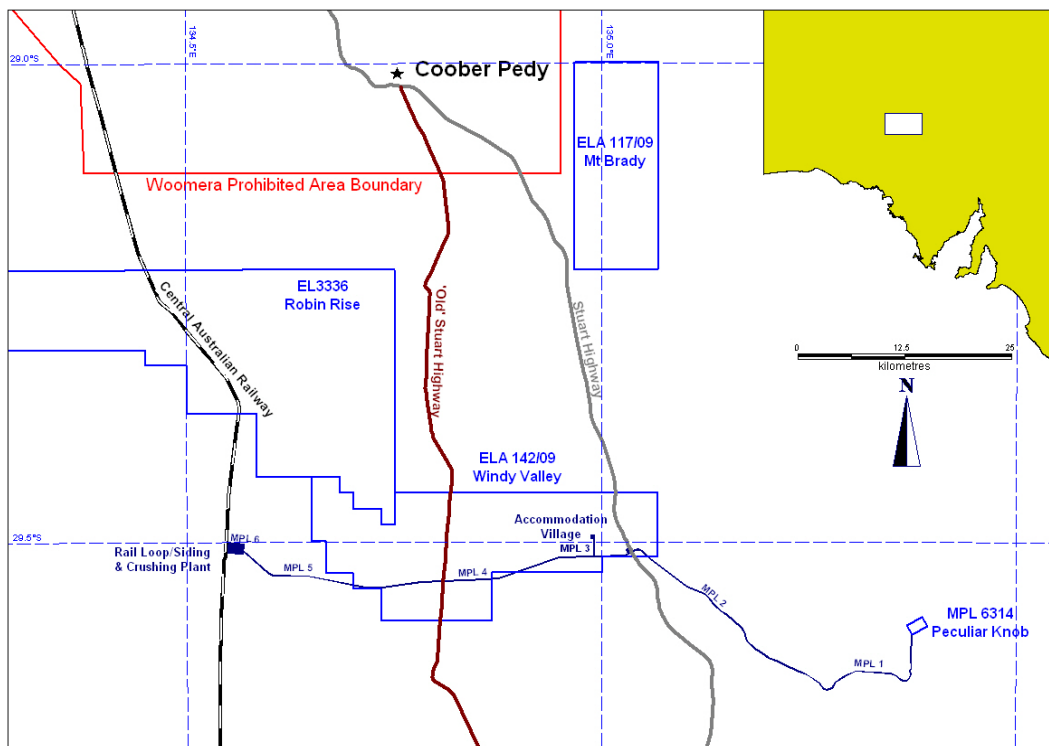 134.5°E
135.0°E
29.0°S
Coober Pedy
ELA 117/09
Mt Brady
Woomera Prohibited Area Boundary
EL3336
Robin Rise
Central Australian Railway
'Old' Stuart Highway
Stuart Highway
0 12.5 25
kilometres
N
ELA 142/09
Windy Valley
Accommodation
Village
29.5°S
MPL 6
Rail Loop/Siding
& Crushing Plant
MPL 5
MPL 4
MPL 3
MPL 2
MPL 1
MPL 6314
Peculiar Knob